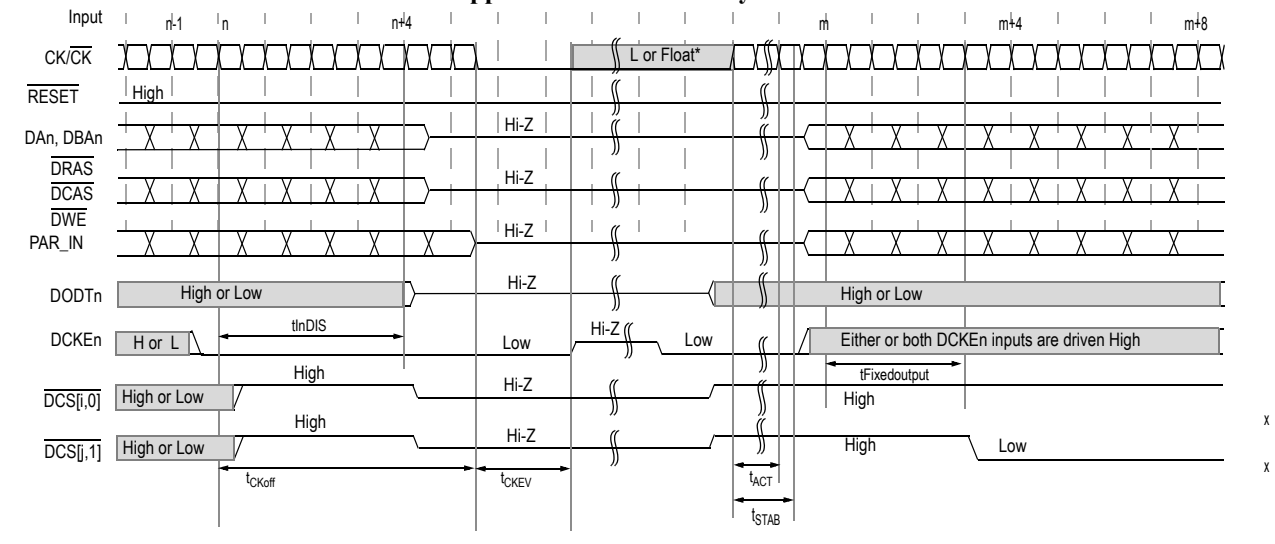 Input n-1 n n+4 m m+4 m+8
CK/CK L or Float*
RESET High
DAn, DBAn Hi-Z
DRAS
DCAS Hi-Z
DWE
PAR_IN Hi-Z
DODTn High or Low Hi-Z High or Low
tInDIS
DCKEn H or L Low Hi-Z Low Either or both DCKEn inputs are driven High
tFixedoutput
DCS[i,0] High or Low High Hi-Z High
DCS[j,1] High or Low High Hi-Z High Low
tCKoff tCKEV tACT
tSTAB
x
x